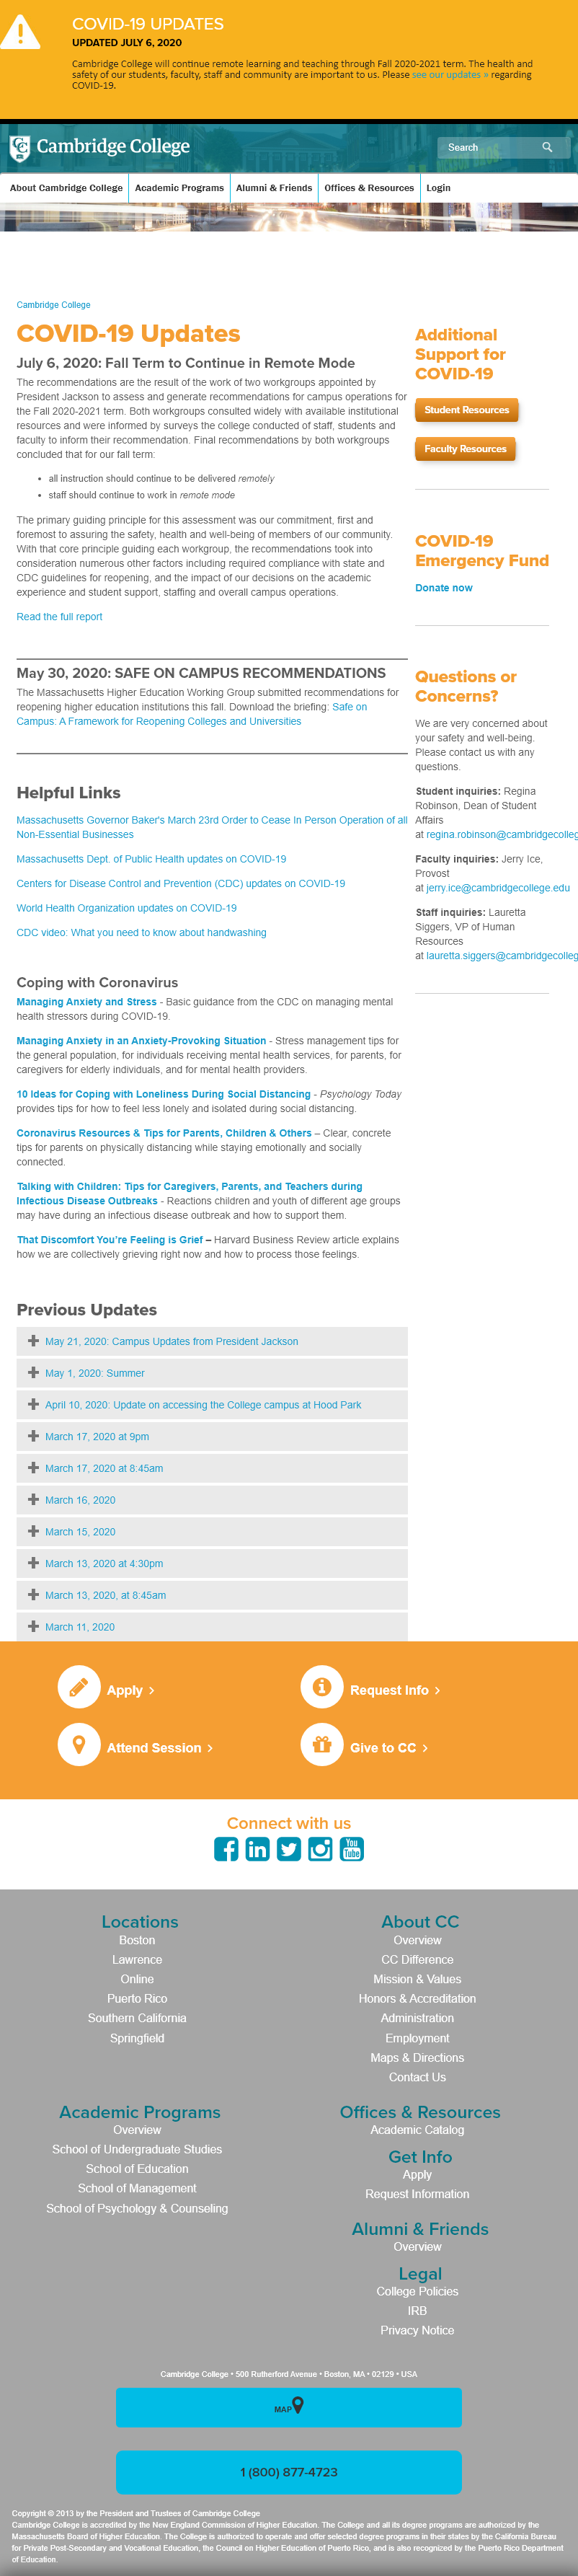 COVID-19 UPDATES
UPDATED JULY 6, 2020
Cambridge College will continue remote learning and teaching through Fall 2020-2021 term. The health and
safety of our students, faculty, staff and community are important to us. Please see our updates » regarding
COVID-19.
Cambridge College
Search
About Cambridge College
Academic Programs
Alumni & Friends
Offices & Resources
Login
Cambridge College
COVID-19 Updates
July 6, 2020: Fall Term to Continue in Remote Mode
The recommendations are the result of the work of two workgroups appointed by
President Jackson to assess and generate recommendations for campus operations for
the Fall 2020-2021 term. Both workgroups consulted widely with available institutional
resources and were informed by surveys the college conducted of staff, students and
faculty to inform their recommendation. Final recommendations by both workgroups
concluded that for our fall term:
• all instruction should continue to be delivered remotely
• staff should continue to work in remote mode
The primary guiding principle for this assessment was our commitment, first and
foremost to assuring the safety, health and well-being of members of our community.
With that core principle guiding each workgroup, the recommendations took into
consideration numerous other factors including required compliance with state and
CDC guidelines for reopening, and the impact of our decisions on the academic
experience and student support, staffing and overall campus operations.
Read the full report
May 30, 2020: SAFE ON CAMPUS RECOMMENDATIONS
The Massachusetts Higher Education Working Group submitted recommendations for
reopening higher education institutions this fall. Download the briefing: Safe on
Campus: A Framework for Reopening Colleges and Universities
Helpful Links
Massachusetts Governor Baker's March 23rd Order to Cease In Person Operation of all
Non-Essential Businesses
Massachusetts Dept. of Public Health updates on COVID-19
Centers for Disease Control and Prevention (CDC) updates on COVID-19
World Health Organization updates on COVID-19
CDC video: What you need to know about handwashing
Coping with Coronavirus
Managing Anxiety and Stress - Basic guidance from the CDC on managing mental
health stressors during COVID-19.
Managing Anxiety in an Anxiety-Provoking Situation - Stress management tips for
the general population, for individuals receiving mental health services, for parents, for
caregivers for elderly individuals, and for mental health providers.
10 Ideas for Coping with Loneliness During Social Distancing - Psychology Today
provides tips for how to feel less lonely and isolated during social distancing.
Coronavirus Resources & Tips for Parents, Children & Others – Clear, concrete
tips for parents on physically distancing while staying emotionally and socially
connected.
Talking with Children: Tips for Caregivers, Parents, and Teachers during
Infectious Disease Outbreaks - Reactions children and youth of different age groups
may have during an infectious disease outbreak and how to support them.
That Discomfort You're Feeling is Grief – Harvard Business Review article explains
how we are collectively grieving right now and how to process those feelings.
Previous Updates
May 21, 2020: Campus Updates from President Jackson
May 1, 2020: Summer
April 10, 2020: Update on accessing the College campus at Hood Park
March 17, 2020 at 9pm
March 17, 2020 at 8:45am
March 16, 2020
March 15, 2020
March 13, 2020 at 4:30pm
March 13, 2020, at 8:45am
March 11, 2020
Additional
Support for
COVID-19
Student Resources
Faculty Resources
COVID-19
Emergency Fund
Donate now
Questions or
Concerns?
We are very concerned about
your safety and well-being.
Please contact us with any
questions.
Student inquiries: Regina
Robinson, Dean of Student
Affairs
at regina.robinson@cambridgecolleg
Faculty inquiries: Jerry Ice,
Provost
at jerry.ice@cambridgecollege.edu
Staff inquiries: Lauretta
Siggers, VP of Human
Resources
at lauretta.siggers@cambridgecolleg
Apply
Request Info
Attend Session
Give to CC
Connect with us
You Tube
Locations
Boston
Lawrence
Online
Puerto Rico
Southern California
Springfield
About CC
Overview
CC Difference
Mission & Values
Honors & Accreditation
Administration
Employment
Maps & Directions
Contact Us
Academic Programs
Overview
School of Undergraduate Studies
School of Education
School of Management
School of Psychology & Counseling
Offices & Resources
Academic Catalog
Get Info
Apply
Request Information
Alumni & Friends
Overview
Legal
College Policies
IRB
Privacy Notice
Cambridge College • 500 Rutherford Avenue • Boston, MA • 02129 • USA
MAP
1 (800) 877-4723
Copyright © 2013 by the President and Trustees of Cambridge College
Cambridge College is accredited by the New England Commission of Higher Education. The College and all its degree programs are authorized by the
Massachusetts Board of Higher Education. The College is authorized to operate and offer selected degree programs in their states by the California Bureau
for Private Post-Secondary and Vocational Education, the Council on Higher Education of Puerto Rico, and is also recognized by the Puerto Rico Department
of Education.